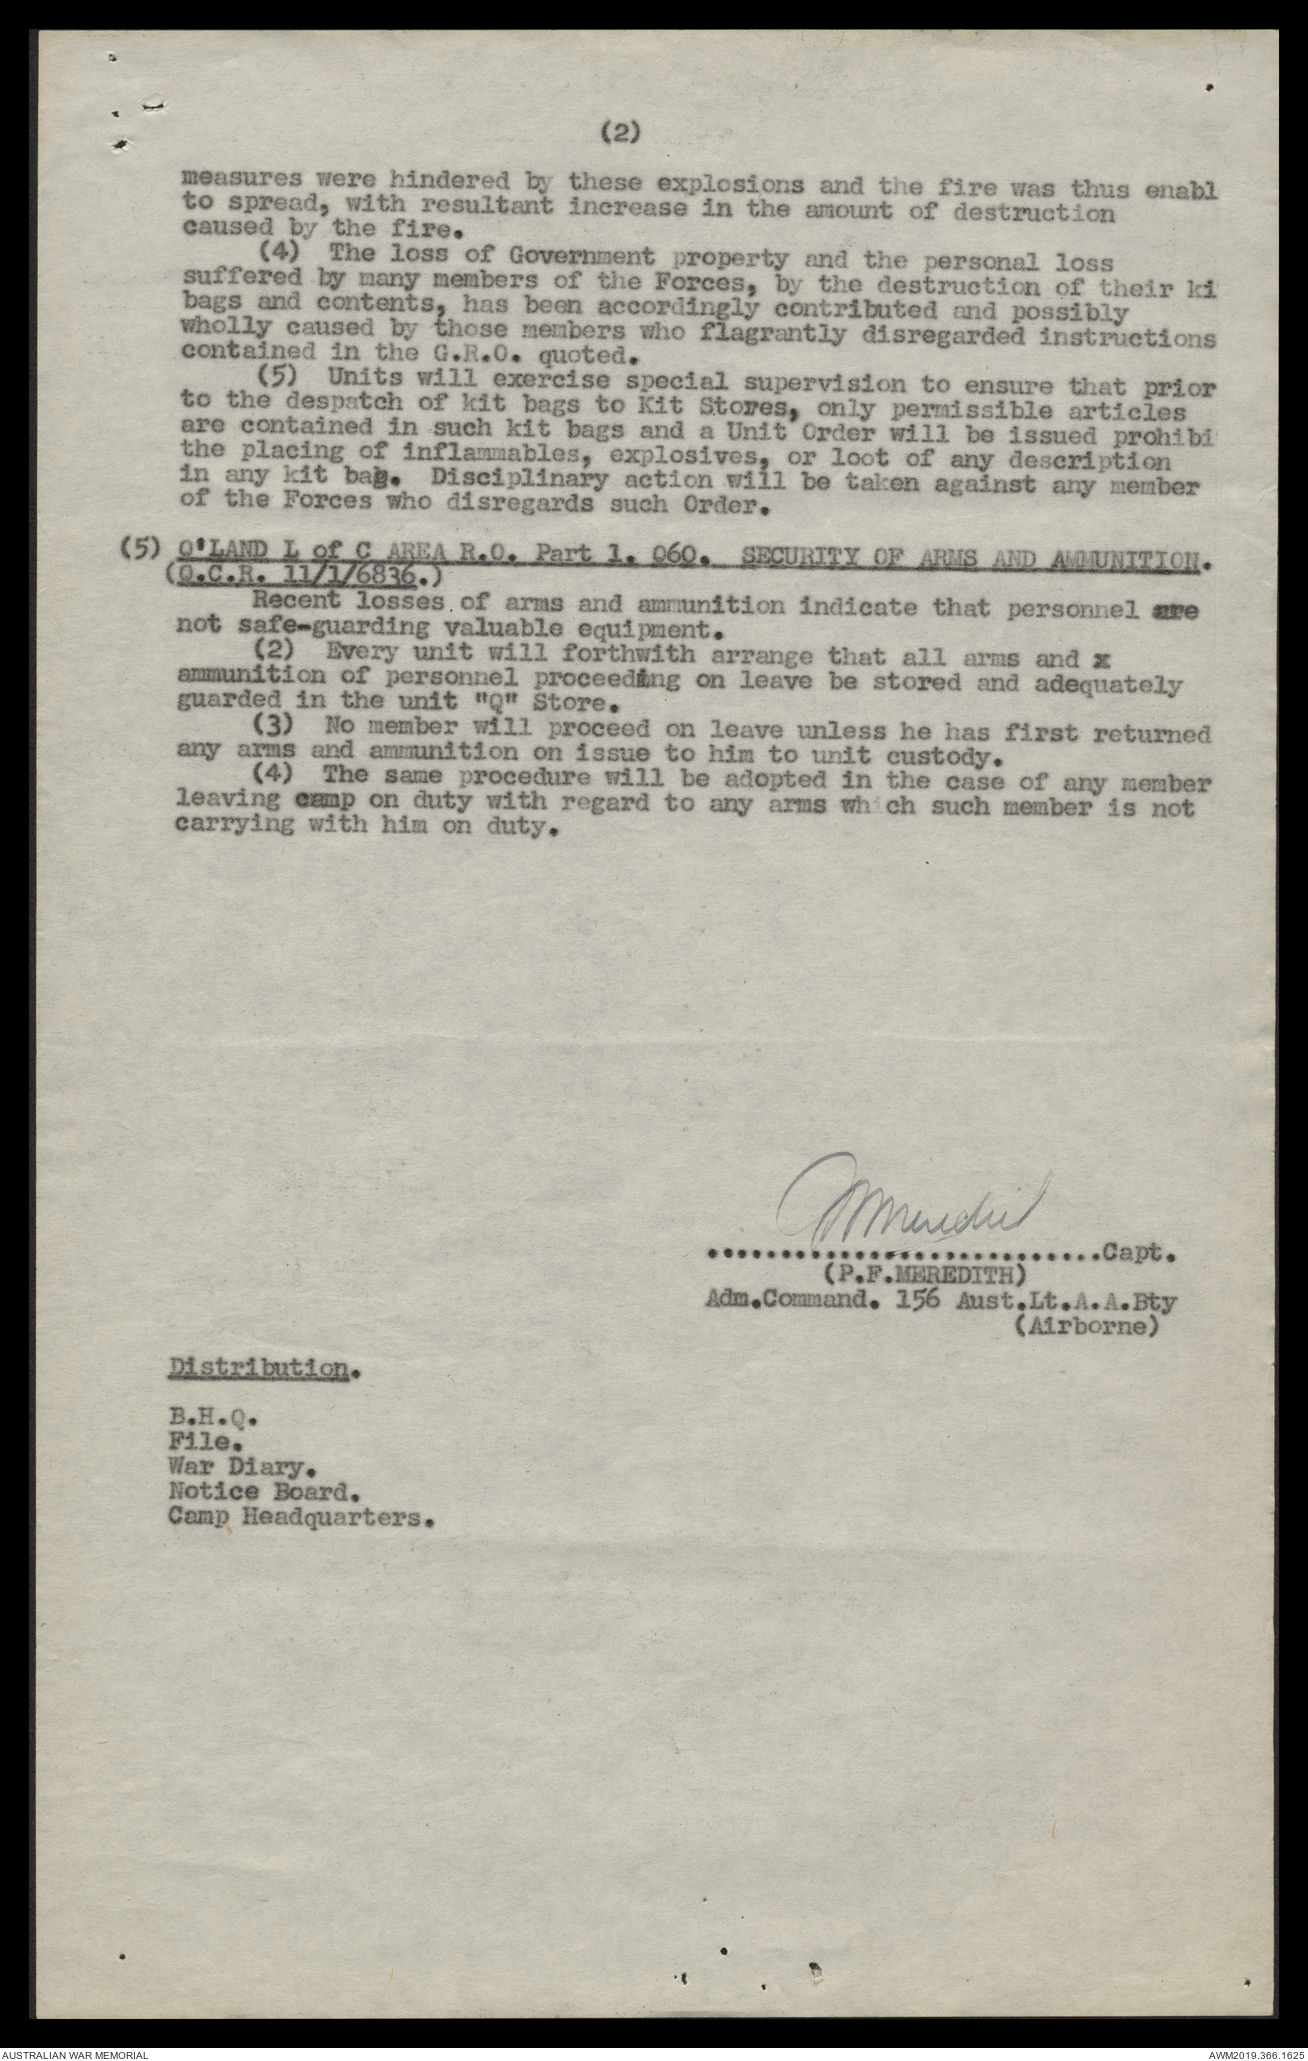 (2)
measures were hindered by these explosions and the fire was thus enabl
to spread, with resultant increase in the amount of destruction
caused by the fire.
(4) The loss of Government property and the personal loss
suffered by many members of the Forces, by the destruction of their ki
bags and contents, has been accordingly contributed and possibly
wholly caused by those members who flagrantly disregarded instructions
contained in the G.R.O. quoted.
(5) Units will exercise special supervision to ensure that prior
to the despatch of kit bags to Kit Stores, only permissible articles
are contained in such kit bags and a Unit Order will be issued prohibi
the placing of inflammables, explosives, or loot of any description
in any kit bag. Disciplinary action will be taken against any member
of the Forces who disregards such Order.
(5) Q'LAND L of C AREA R.O. Part 1. O60. SECURITY OF ARMS AND AMMUNITION.
(Q.C.R. 11/1/6836.)
Recent losses of arms and ammunition indicate that personnel are
not safe-guarding valuable equipment.
(2) Every unit will forthwith arrange that all arms and x
ammunition of personnel proceeding on leave be stored and adequately
guarded in the unit "Q" Store.
(3) No member will proceed on leave unless he has first returned
any arms and ammunition on issue to him to unit custody.
(4) The same procedure will be adopted in the case of any member
leaving camp on duty with regard to any arms which such member is not
carrying with him on duty.
Meredith
...........................Capt.
(P.F.MEREDITH)
Adm.Command. 156 Aust.Lt.A.A.Bty
(Airborne)
Distribution.
B.H.Q.
File.
War Diary.
Notice Board.
Camp Headquarters.
AUSTRALIAN WAR MEMORIAL
AWM2019.366.1625